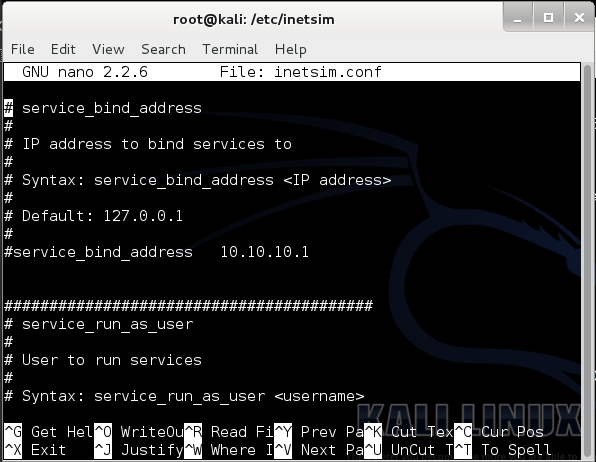 root@kali: /etc/inetsim
File Edit View Search Terminal Help
GNU nano 2.2.6 File: inetsim.conf
# service_bind_address
#
# IP address to bind services to
#
# Syntax: service_bind_address <IP address>
#
# Default: 127.0.0.1
#
#service_bind_address 10.10.10.1
#########################################
# service_run_as_user
#
# User to run services
#
# Syntax: service_run_as_user <username>
KALI LINUX
^G Get Hel^O WriteOu^R Read Fi^Y Prev Pa^K Cut Tex^C Cur Pos
^X Exit ^J Justify^W Where I^V Next Pa^U UnCut T^T To Spell